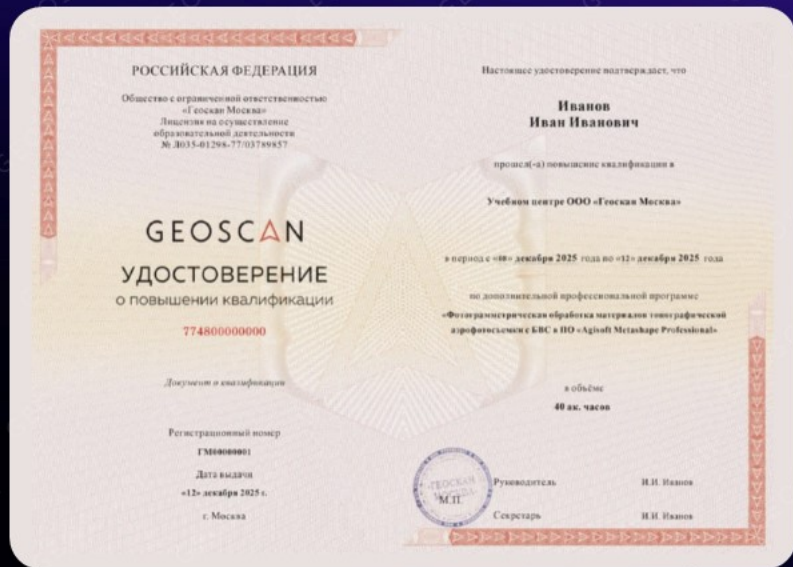 РОССИЙСКАЯ ФЕДЕРАЦИЯ
Общество с ограниченной ответственностью
«Геоскан Москва»
Лицензия на осуществление
образовательной деятельности
№ Л035-01298-77/03789857
GEOSCAN
УДОСТОВЕРЕНИЕ
о повышении квалификации
774800000000
Документ о квалификации
Регистрационный номер
ГМ60000001
Дата выдачи
«12» декабря 2025 г.
г. Москва
Настоящее удостоверение подтверждает, что
Иванов
Иван Иванович
прошел(-а) повышение квалификации в
Учебном центре ООО «Геоскан Москва»
в период с «08» декабря 2025 года по «12» декабря 2025 года
по дополнительной профессиональной программе
«Фотограмметрическая обработка материалов топографической
аэрофотосъемки с БВС в ПО «Agisoft Metashape Professional»
в объёме
40 ак. часов
ГЕОСКАН
МОСКВА
М.П.
Руководитель
И.И. Иванов
Секретарь
И.И. Иванов